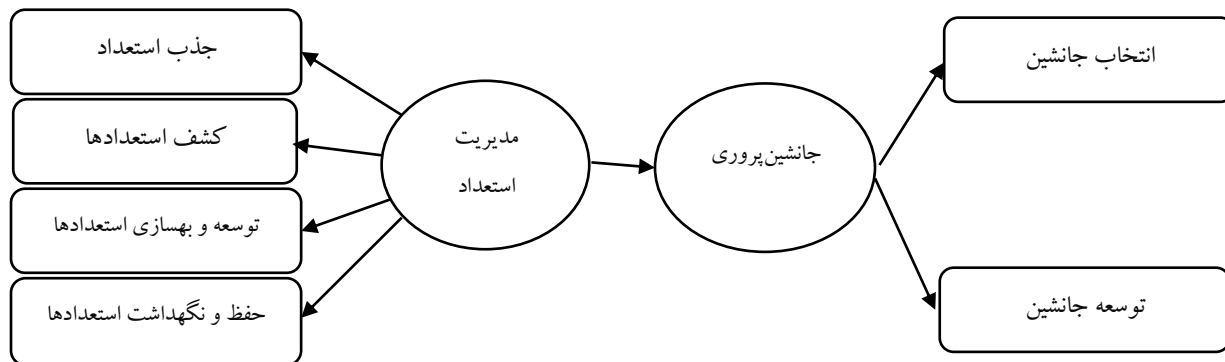 جذب استعداد
کشف استعدادها
توسعه و بهسازی استعدادها
حفظ و نگهداشت استعدادها
مدیریت
استعداد
جانشین‌پروری
انتخاب جانشین
توسعه جانشین